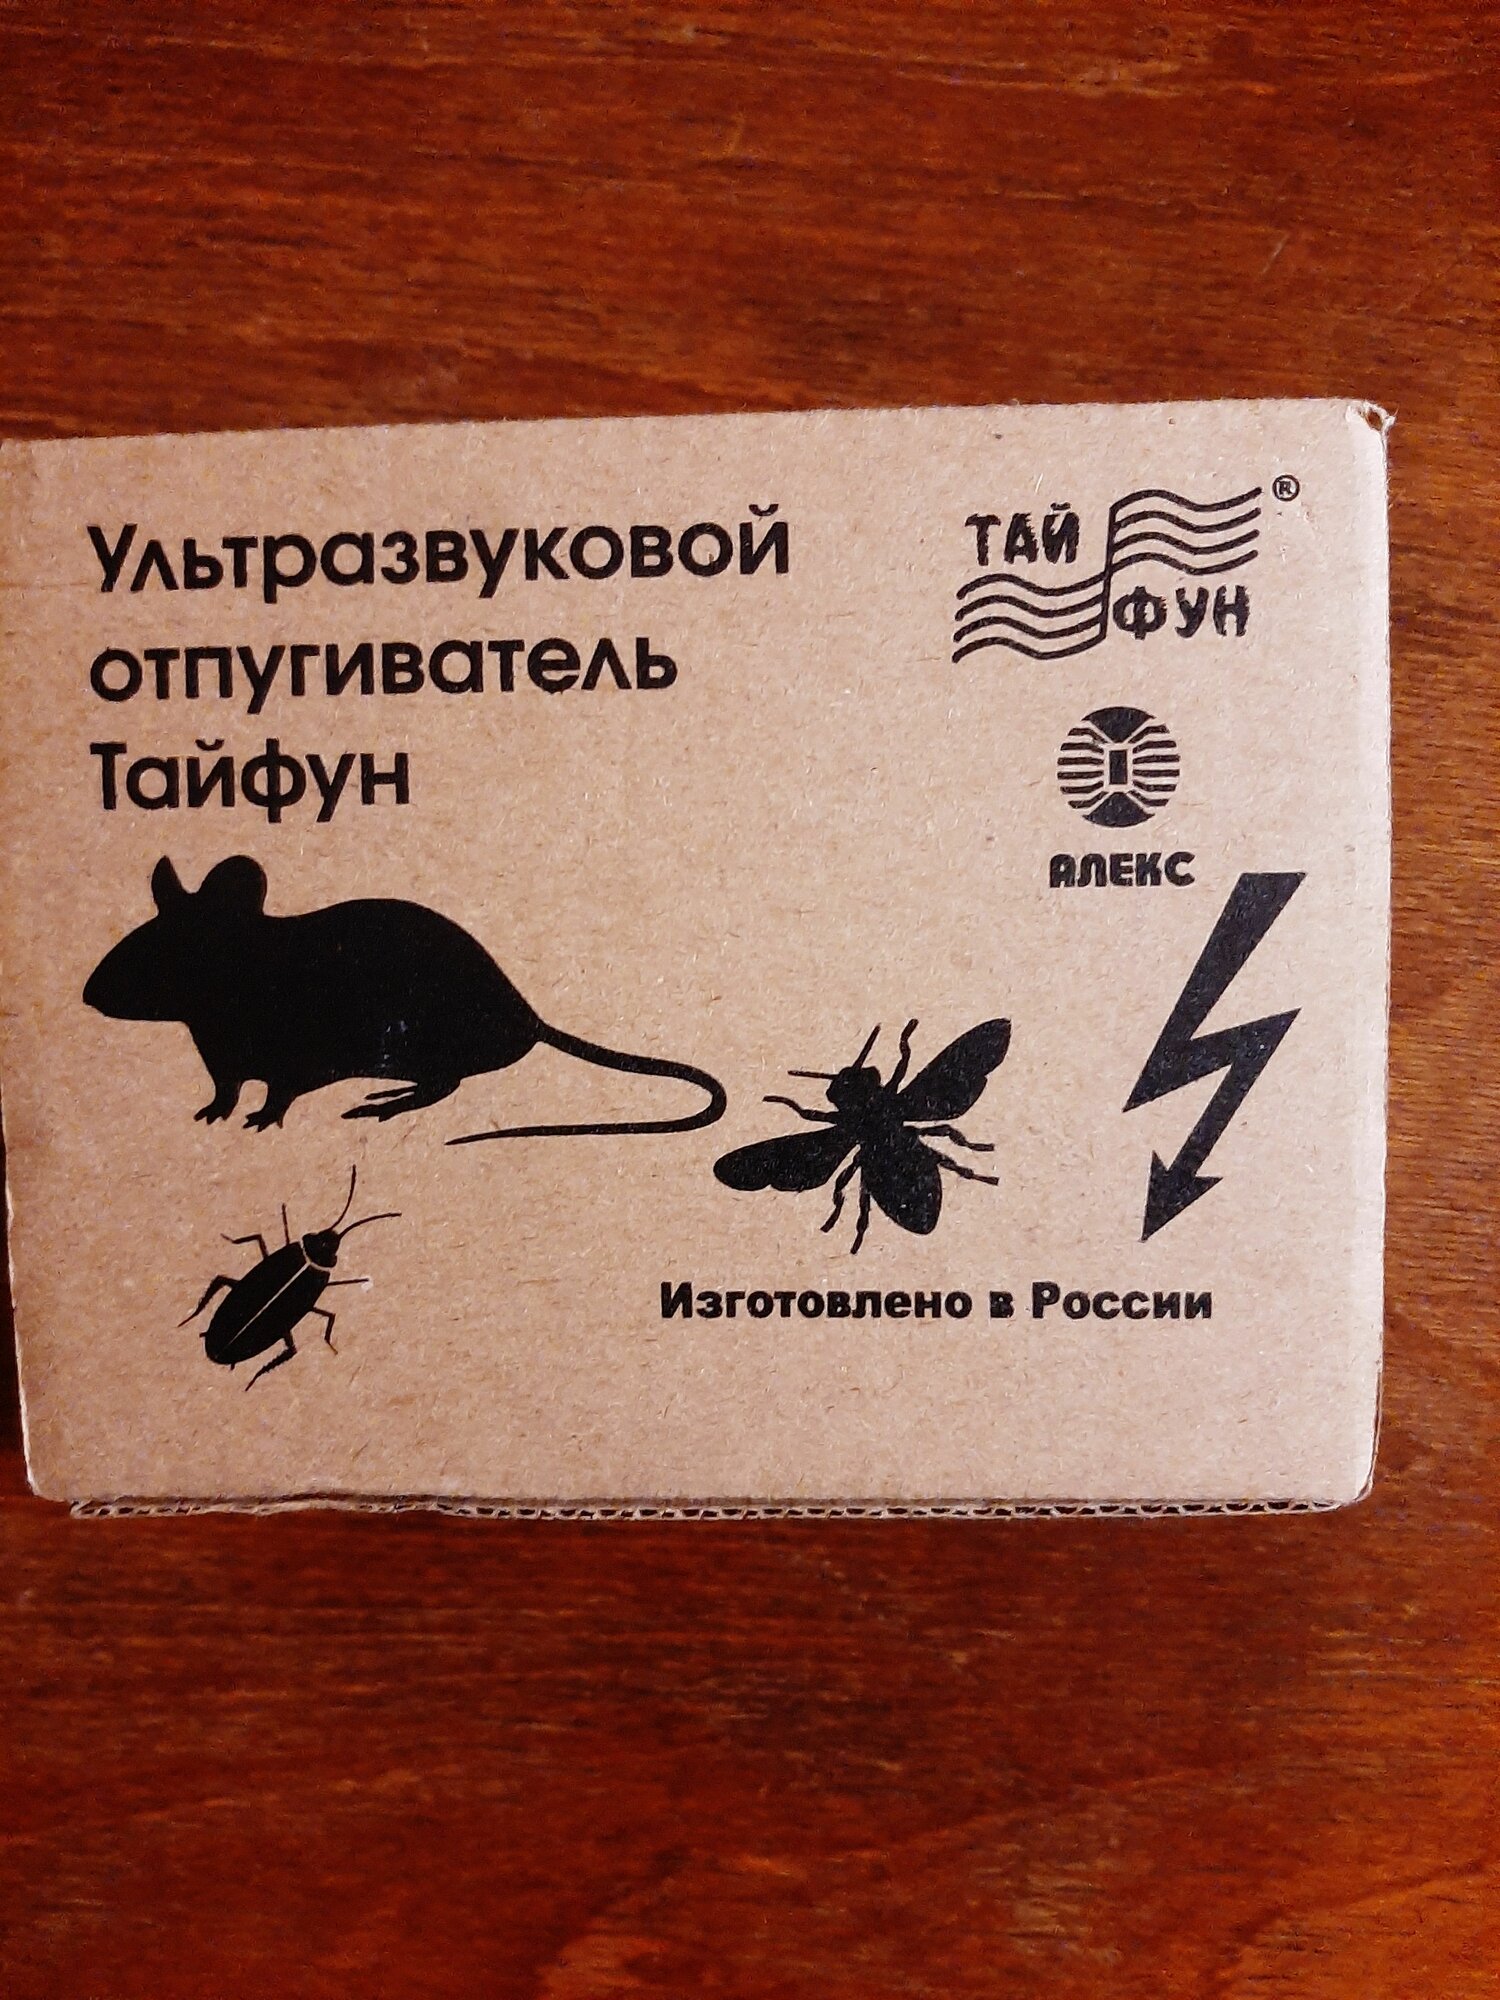 Ультразвуковой
отпугиватель
Тайфун
ТАЙ
ФУН®
АЛЕКС
Изготовлено в России